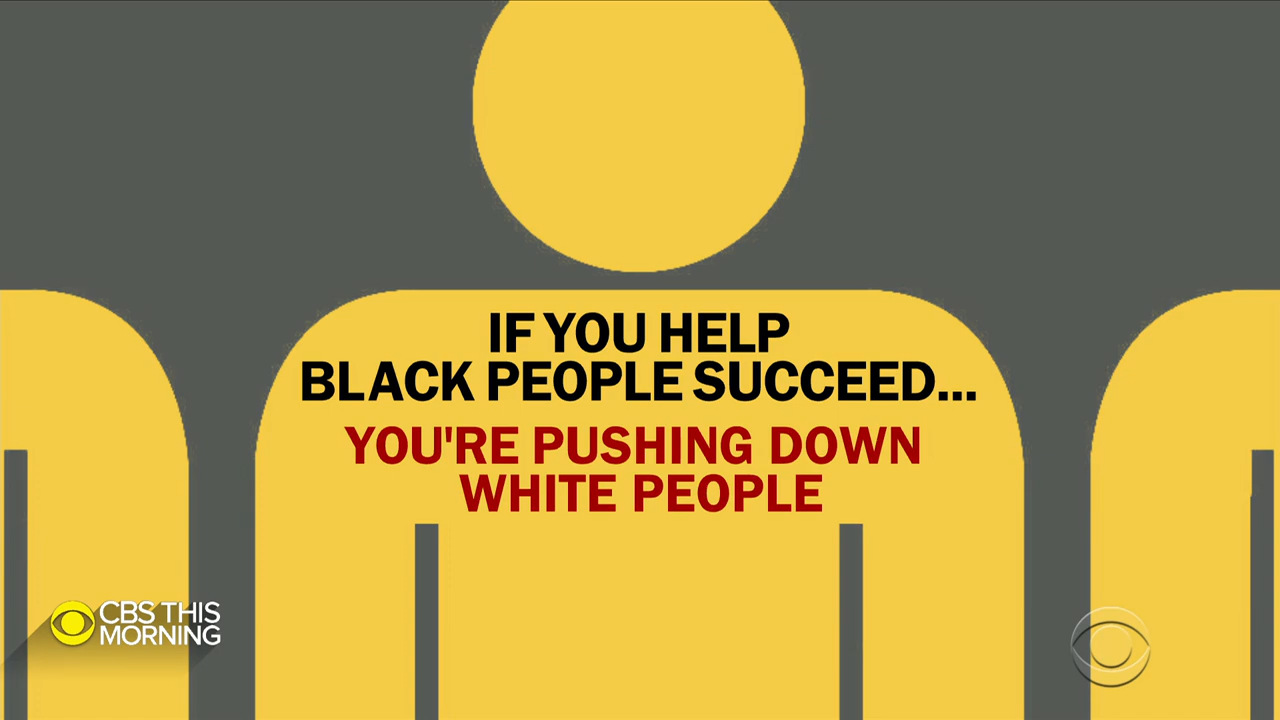 IF YOU HELP
BLACK PEOPLE SUCCEED...
YOU'RE PUSHING DOWN
WHITE PEOPLE
CBS THIS
MORNING